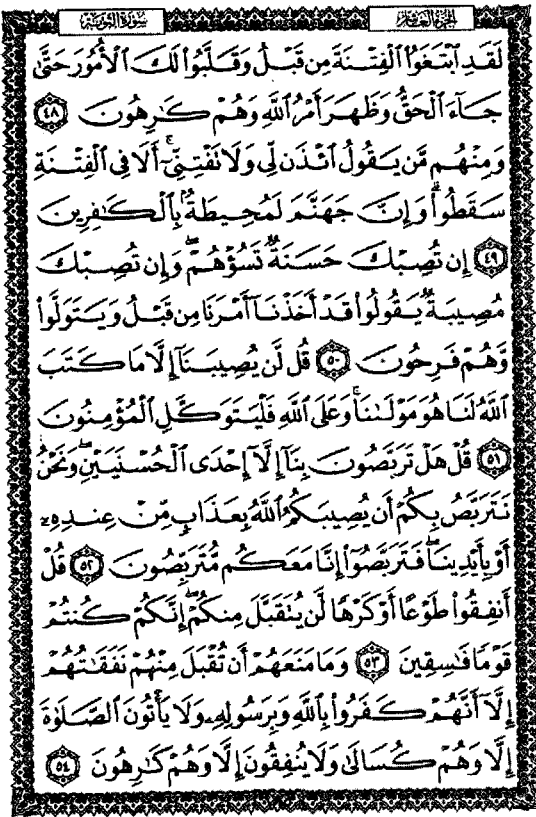 الجزء العاشر
سورة التوبة
لَقَدِ ٱبْتَغَوُا۟ ٱلْفِتْنَةَ مِن قَبْلُ وَقَلَّبُوا۟ لَكَ ٱلْأُمُورَ حَتَّىٰ
جَآءَ ٱلْحَقُّ وَظَهَرَ أَمْرُ ٱللَّهِ وَهُمْ كَـٰرِهُونَ ٤٨
وَمِنْهُم مَّن يَقُولُ ٱئْذَن لِّى وَلَا تَفْتِنِّىٓ ۚ أَلَا فِى ٱلْفِتْنَةِ
سَقَطُوا۟ ۗ وَإِنَّ جَهَنَّمَ لَمُحِيطَةٌۢ بِٱلْكَـٰفِرِينَ
٤٩ إِن تُصِبْكَ حَسَنَةٌ تَسُؤْهُمْ ۖ وَإِن تُصِبْكَ
مُصِيبَةٌ يَقُولُوا۟ قَدْ أَخَذْنَآ أَمْرَنَا مِن قَبْلُ وَيَتَوَلَّوا۟
وَّهُمْ فَرِحُونَ ٥٠ قُل لَّن يُصِيبَنَآ إِلَّا مَا كَتَبَ
ٱللَّهُ لَنَا هُوَ مَوْلَىٰنَا ۚ وَعَلَى ٱللَّهِ فَلْيَتَوَكَّلِ ٱلْمُؤْمِنُونَ
٥١ قُلْ هَلْ تَرَبَّصُونَ بِنَآ إِلَّآ إِحْدَى ٱلْحُسْنَيَيْنِ ۖ وَنَحْنُ
نَتَرَبَّصُ بِكُمْ أَن يُصِيبَكُمُ ٱللَّهُ بِعَذَابٍ مِّنْ عِندِهِۦٓ
أَوْ بِأَيْدِينَا ۖ فَتَرَبَّصُوٓا۟ إِنَّا مَعَكُم مُّتَرَبِّصُونَ ٥٢ قُلْ
أَنفِقُوا۟ طَوْعًا أَوْ كَرْهًا لَّن يُتَقَبَّلَ مِنكُمْ ۖ إِنَّكُمْ كُنتُمْ
قَوْمًا فَـٰسِقِينَ ٥٣ وَمَا مَنَعَهُمْ أَن تُقْبَلَ مِنْهُمْ نَفَقَـٰتُهُمْ
إِلَّآ أَنَّهُمْ كَفَرُوا۟ بِٱللَّهِ وَبِرَسُولِهِۦ وَلَا يَأْتُونَ ٱلصَّلَوٰةَ
إِلَّا وَهُمْ كُسَالَىٰ وَلَا يُنفِقُونَ إِلَّا وَهُمْ كَـٰرِهُونَ ٥٤